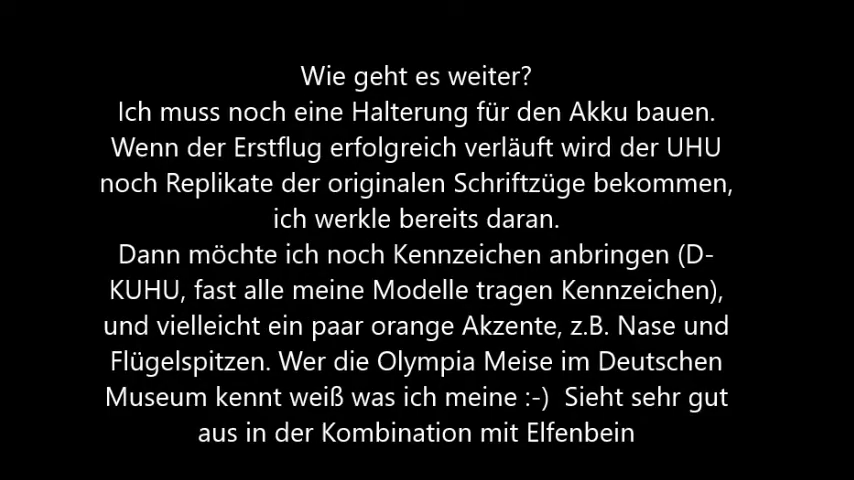 Wie geht es weiter?
Ich muss noch eine Halterung für den Akku bauen.
Wenn der Erstflug erfolgreich verläuft wird der UHU
noch Replikate der originalen Schriftzüge bekommen,
ich werkle bereits daran.
Dann möchte ich noch Kennzeichen anbringen (D-
KUHU, fast alle meine Modelle tragen Kennzeichen),
und vielleicht ein paar orange Akzente, z.B. Nase und
Flügelspitzen. Wer die Olympia Meise im Deutschen
Museum kennt weiß was ich meine :-)  Sieht sehr gut
aus in der Kombination mit Elfenbein